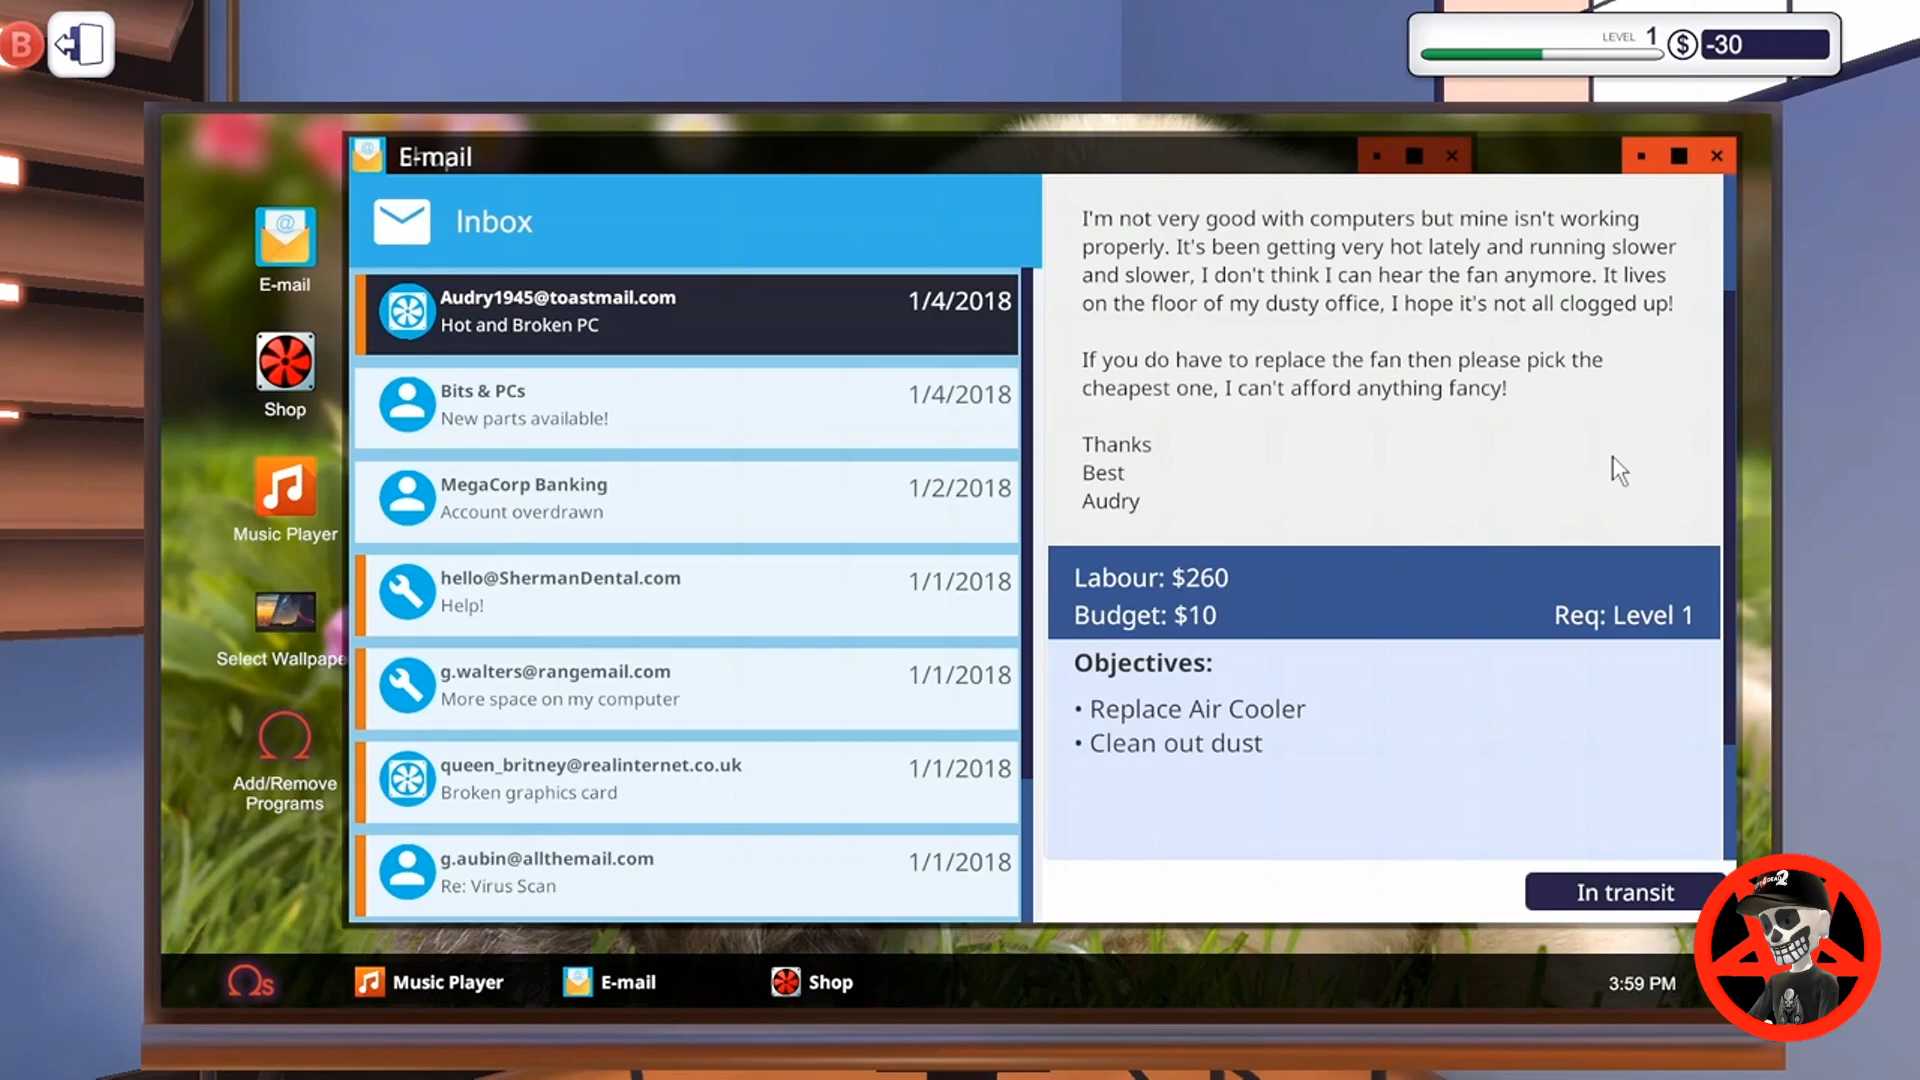 B
LEVEL 1
$ -30
E-mail
Inbox
Audry1945@toastmail.com
1/4/2018
Hot and Broken PC
Bits & PCs
1/4/2018
New parts available!
MegaCorp Banking
1/2/2018
Account overdrawn
hello@ShermanDental.com
1/1/2018
Help!
g.walters@rangemail.com
1/1/2018
More space on my computer
queen_britney@realinternet.co.uk
1/1/2018
Broken graphics card
g.aubin@allthemail.com
1/1/2018
Re: Virus Scan
I'm not very good with computers but mine isn't working
properly. It's been getting very hot lately and running slower
and slower, I don't think I can hear the fan anymore. It lives
on the floor of my dusty office, I hope it's not all clogged up!
If you do have to replace the fan then please pick the
cheapest one, I can't afford anything fancy!
Thanks
Best
Audry
Labour: $260
Budget: $10
Req: Level 1
Objectives:
• Replace Air Cooler
• Clean out dust
In transit
E-mail
Shop
Music Player
Select Wallpape
Add/Remove
Programs
Ωs
Music Player
E-mail
Shop
3:59 PM